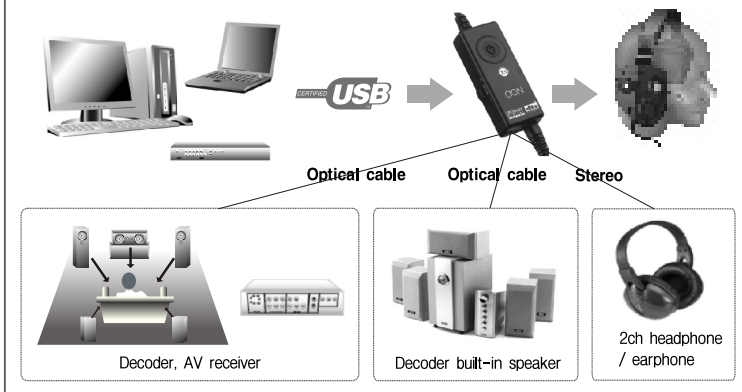 CERTIFIED USB
Optical cable
Optical cable
Stereo
Decoder, AV receiver
Decoder built-in speaker
2ch headphone
/ earphone